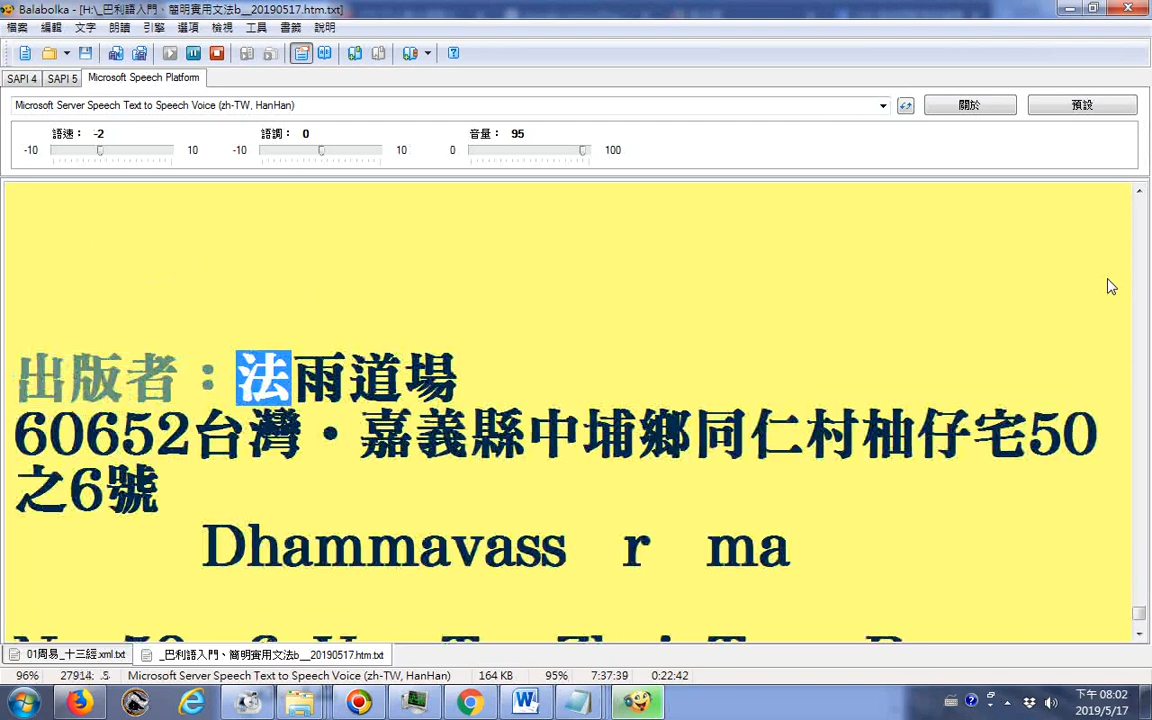 Balabolka - [H:\_巴利語入門、簡明實用文法b_20190517.htm.txt]
檔案 編輯 文字 朗讀 引擎 選項 檢視 工具 書籤 說明
SAPI 4 SAPI 5 Microsoft Speech Platform
Microsoft Server Speech Text to Speech Voice (zh-TW, HanHan) 關於 預設
語速： -2 語調： 0 音量： 95
-10 10 -10 10 0 100
出版者：法雨道場
60652台灣‧嘉義縣中埔鄉同仁村柚仔宅50
之6號
Dhammavass r ma
01周易_十三經.xml.txt _巴利語入門、簡明實用文法b__20190517.htm.txt
96% Microsoft Server Speech Text to Speech Voice (zh-TW, HanHan) 164 KB 95% 7:37:39 0:22:42
下午 08:02
2019/5/17